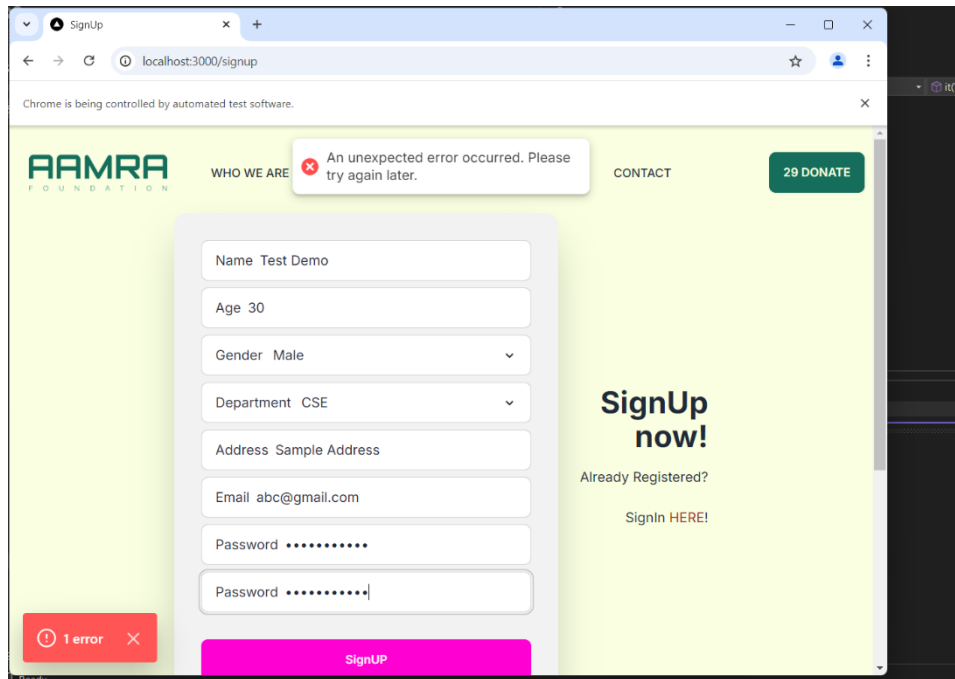 SignUp
localhost:3000/signup
it(
Chrome is being controlled by automated test software.
AAMRA
FOUNDATION
WHO WE ARE
An unexpected error occurred. Please
try again later.
CONTACT
29 DONATE
Name Test Demo
Age 30
Gender Male
Department CSE
Address Sample Address
Email abc@gmail.com
Password •••••••••••
Password •••••••••••
SignUp
now!
Already Registered?
SignIn HERE!
1 error
SignUP
Ready